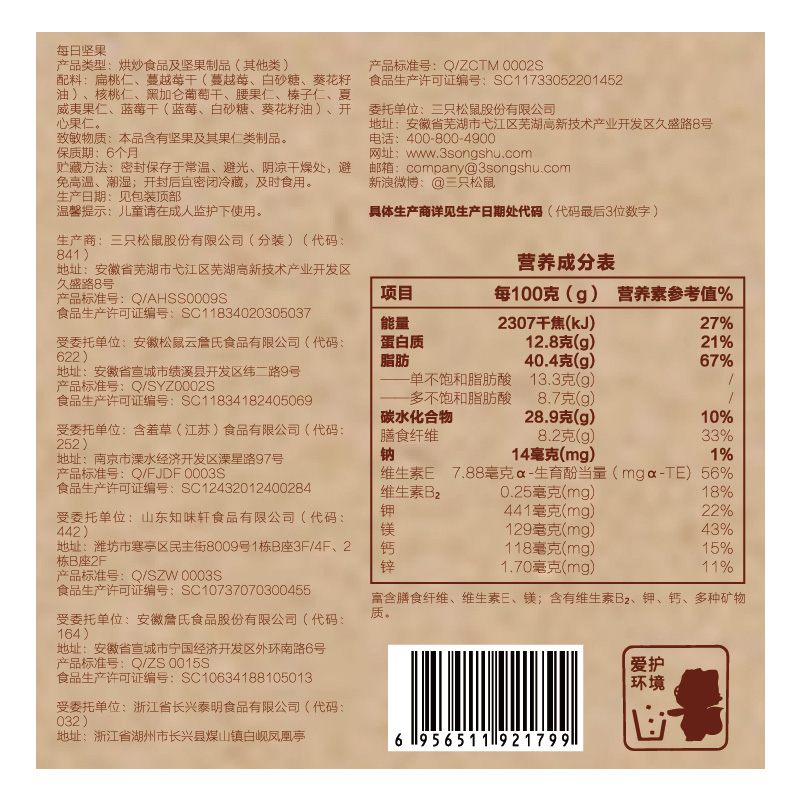 每日坚果
产品类型：烘炒食品及坚果制品（其他类）
配料：扁桃仁、蔓越莓干（蔓越莓、白砂糖、葵花籽
油）、核桃仁、黑加仑葡萄干、腰果仁、榛子仁、夏
威夷果仁、蓝莓干（蓝莓、白砂糖、葵花籽油）、开
心果仁。
致敏物质：本品含有坚果及其果仁类制品。
保质期：6个月
贮藏方法：密封保存于常温、避光、阴凉干燥处，避
免高温、潮湿；开封后宜密闭冷藏，及时食用。
生产日期：见包装顶部
温馨提示：儿童请在成人监护下使用。
生产商：三只松鼠股份有限公司（分装）（代码：
841）
地址：安徽省芜湖市弋江区芜湖高新技术产业开发区
久盛路8号
产品标准号：Q/AHSS0009S
食品生产许可证编号：SC11834020305037
受委托单位：安徽松鼠云詹氏食品有限公司（代码：
622）
地址：安徽省宣城市绩溪县开发区纬二路9号
产品标准号：Q/SYZ0002S
食品生产许可证编号：SC11834182405069
受委托单位：含羞草（江苏）食品有限公司（代码：
252）
地址：南京市溧水经济开发区溧星路97号
产品标准号：Q/FJDF 0003S
食品生产许可证编号：SC12432012400284
受委托单位：山东知味轩食品有限公司（代码：
442）
地址：潍坊市寒亭区民主街8009号1栋B座3F/4F、2
栋B座2F
产品标准号：Q/SZW 0003S
食品生产许可证编号：SC10737070300455
受委托单位：安徽詹氏食品股份有限公司（代码：
164）
地址：安徽省宣城市宁国经济开发区外环南路6号
产品标准号：Q/ZS 0015S
食品生产许可证编号：SC10634188105013
受委托单位：浙江省长兴泰明食品有限公司（代码：
032）
地址：浙江省湖州市长兴县煤山镇白岘凤凰亭
产品标准号：Q/ZCTM 0002S
食品生产许可证编号：SC11733052201452
委托单位：三只松鼠股份有限公司
地址：安徽省芜湖市弋江区芜湖高新技术产业开发区久盛路8号
电话：400-800-4900
网址：www.3songshu.com
邮箱：company@3songshu.com
新浪微博：@三只松鼠
具体生产商详见生产日期处代码（代码最后3位数字）
营养成分表
项目 每100克（g） 营养素参考值%
能量 2307千焦(kJ) 27%
蛋白质 12.8克(g) 21%
脂肪 40.4克(g) 67%
——单不饱和脂肪酸 13.3克(g) /
——多不饱和脂肪酸 8.7克(g) /
碳水化合物 28.9克(g) 10%
膳食纤维 8.2克(g) 33%
钠 14毫克(mg) 1%
维生素E 7.88毫克α-生育酚当量（mgα-TE) 56%
维生素B₂ 0.25毫克(mg) 18%
钾 441毫克(mg) 22%
镁 129毫克(mg) 43%
钙 118毫克(mg) 15%
锌 1.70毫克(mg) 11%
富含膳食纤维、维生素E、镁；含有维生素B₂、钾、钙、多种矿物
质。
6 956511 921799
爱护
环境